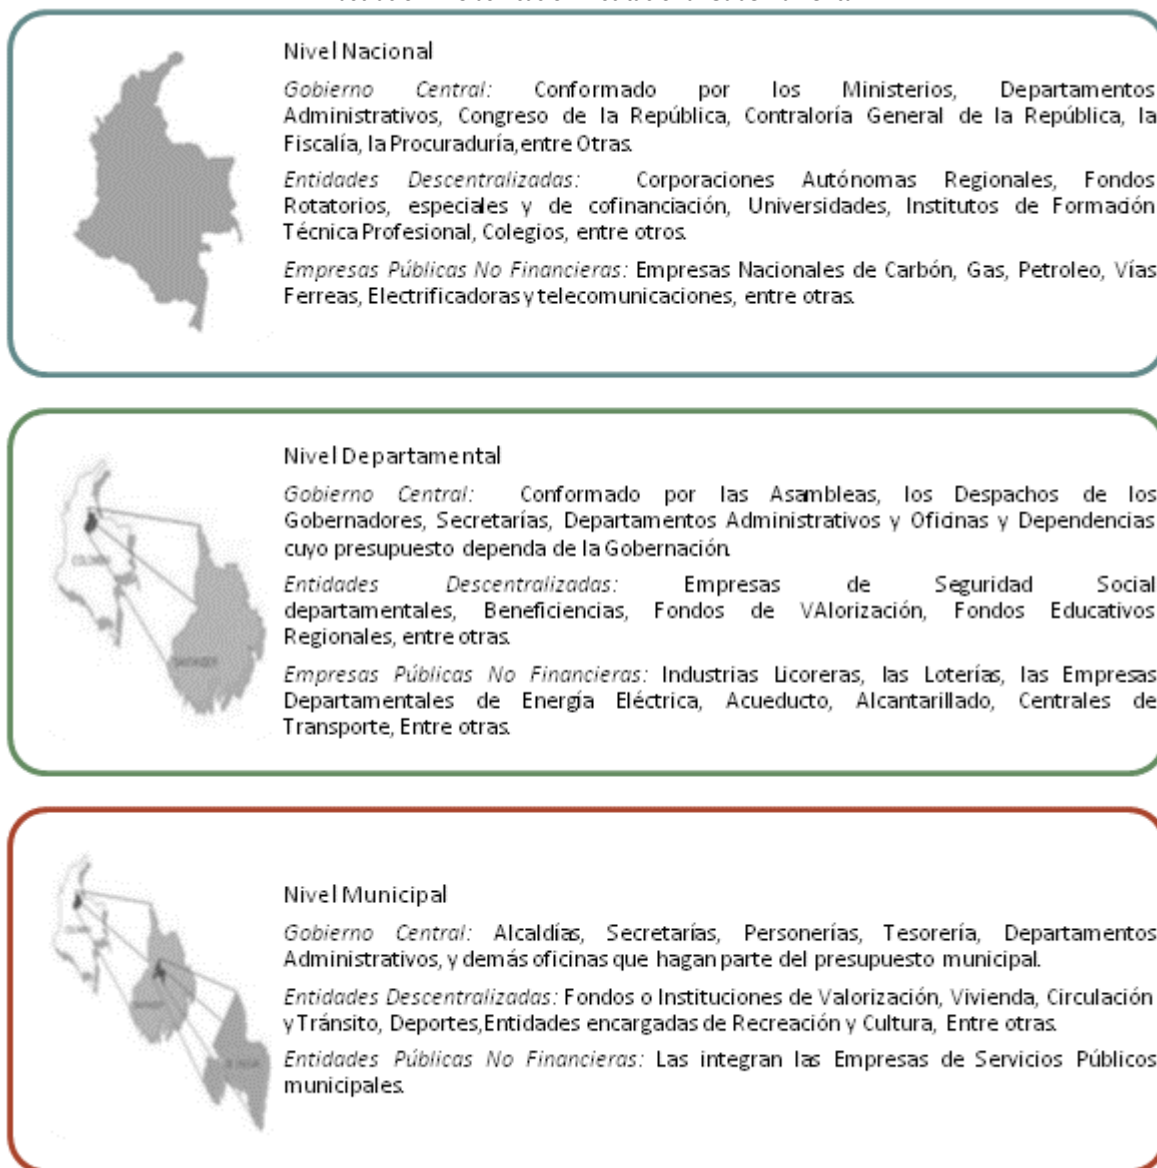 Nivel Nacional
Gobierno Central: Conformado por los Ministerios, Departamentos
Administrativos, Congreso de la República, Contraloría General de la República, la
Fiscalía, la Procuraduría,entre Otras.
Entidades Descentralizadas: Corporaciones Autónomas Regionales, Fondos
Rotatorios, especiales y de cofinanciación, Universidades, Institutos de Formación
Técnica Profesional, Colegios, entre otros.
Empresas Públicas No Financieras: Empresas Nacionales de Carbón, Gas, Petroleo, Vías
Ferreas, Electrificadoras y telecomunicaciones, entre otras.
Nivel Departamental
Gobierno Central: Conformado por las Asambleas, los Despachos de los
Gobernadores, Secretarías, Departamentos Administrativos y Oficinas y Dependencias
cuyo presupuesto dependa de la Gobernación.
Entidades Descentralizadas: Empresas de Seguridad Social
departamentales, Beneficiencias, Fondos de VAlorización, Fondos Educativos
Regionales, entre otras.
Empresas Públicas No Financieras: Industrias Licoreras, las Loterías, las Empresas
Departamentales de Energía Eléctrica, Acueducto, Alcantarillado, Centrales de
Transporte, Entre otras.
COLOMBIA
SANTANDER
Nivel Municipal
Gobierno Central: Alcaldías, Secretarías, Personerías, Tesorería, Departamentos
Administrativos, y demás oficinas que hagan parte del presupuesto municipal.
Entidades Descentralizadas: Fondos o Instituciones de Valorización, Vivienda, Circulación
y Tránsito, Deportes,Entidades encargadas de Recreación y Cultura, Entre otras.
Entidades Públicas No Financieras: Las integran las Empresas de Servicios Públicos
municipales.